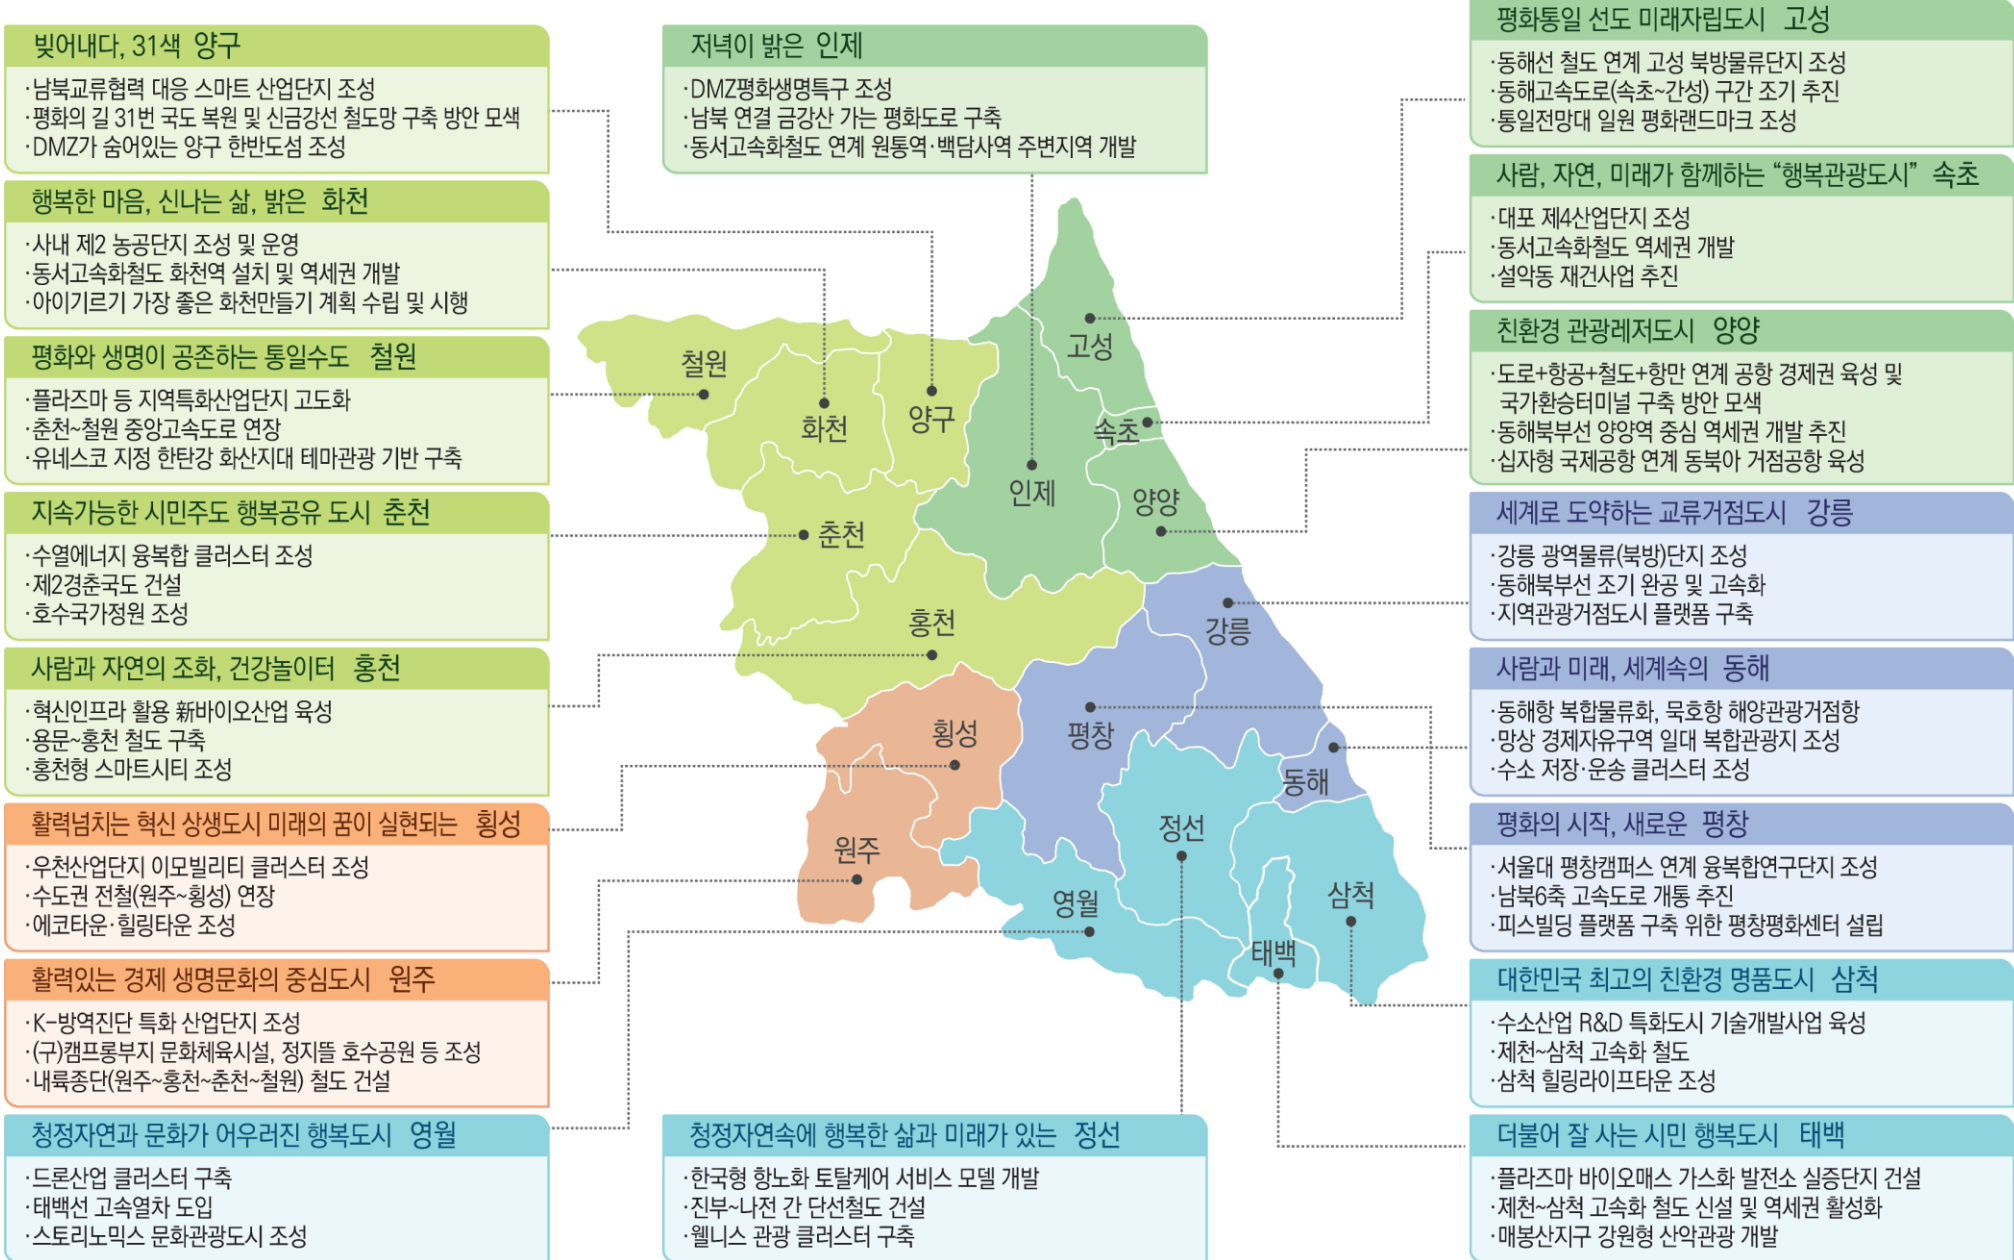 빚어내다, 31색 양구
·남북교류협력 대응 스마트 산업단지 조성
·평화의 길 31번 국도 복원 및 신금강선 철도망 구축 방안 모색
·DMZ가 숨어있는 양구 한반도섬 조성
행복한 마음, 신나는 삶, 밝은 화천
·사내 제2 농공단지 조성 및 운영
·동서고속화철도 화천역 설치 및 역세권 개발
·아이기르기 가장 좋은 화천만들기 계획 수립 및 시행
평화와 생명이 공존하는 통일수도 철원
·플라즈마 등 지역특화산업단지 고도화
·춘천~철원 중앙고속도로 연장
·유네스코 지정 한탄강 화산지대 테마관광 기반 구축
지속가능한 시민주도 행복공유 도시 춘천
·수열에너지 융복합 클러스터 조성
·제2경춘국도 건설
·호수국가정원 조성
사람과 자연의 조화, 건강놀이터 홍천
·혁신인프라 활용 新바이오산업 육성
·용문~홍천 철도 구축
·홍천형 스마트시티 조성
활력넘치는 혁신 상생도시 미래의 꿈이 실현되는 횡성
·우천산업단지 이모빌리티 클러스터 조성
·수도권 전철(원주~횡성) 연장
·에코타운·힐링타운 조성
활력있는 경제 생명문화의 중심도시 원주
·K-방역진단 특화 산업단지 조성
·(구)캠프롱부지 문화체육시설, 정지뜰 호수공원 등 조성
·내륙종단(원주~홍천~춘천~철원) 철도 건설
청정자연과 문화가 어우러진 행복도시 영월
·드론산업 클러스터 구축
·태백선 고속열차 도입
·스토리노믹스 문화관광도시 조성
저녁이 밝은 인제
·DMZ평화생명특구 조성
·남북 연결 금강산 가는 평화도로 구축
·동서고속화철도 연계 원통역·백담사역 주변지역 개발
고성
철원
화천
양구
속초
인제
양양
춘천
홍천
강릉
횡성
평창
동해
정선
원주
영월
삼척
태백
청정자연속에 행복한 삶과 미래가 있는 정선
·한국형 항노화 토탈케어 서비스 모델 개발
·진부~나전 간 단선철도 건설
·웰니스 관광 클러스터 구축
평화통일 선도 미래자립도시 고성
·동해선 철도 연계 고성 북방물류단지 조성
·동해고속도로(속초~간성) 구간 조기 추진
·통일전망대 일원 평화랜드마크 조성
사람, 자연, 미래가 함께하는 “행복관광도시” 속초
·대포 제4산업단지 조성
·동서고속화철도 역세권 개발
·설악동 재건사업 추진
친환경 관광레저도시 양양
·도로+항공+철도+항만 연계 공항 경제권 육성 및
국가환승터미널 구축 방안 모색
·동해북부선 양양역 중심 역세권 개발 추진
·십자형 국제공항 연계 동북아 거점공항 육성
세계로 도약하는 교류거점도시 강릉
·강릉 광역물류(북방)단지 조성
·동해북부선 조기 완공 및 고속화
·지역관광거점도시 플랫폼 구축
사람과 미래, 세계속의 동해
·동해항 복합물류화, 묵호항 해양관광거점항
·망상 경제자유구역 일대 복합관광지 조성
·수소 저장·운송 클러스터 조성
평화의 시작, 새로운 평창
·서울대 평창캠퍼스 연계 융복합연구단지 조성
·남북6축 고속도로 개통 추진
·피스빌딩 플랫폼 구축 위한 평창평화센터 설립
대한민국 최고의 친환경 명품도시 삼척
·수소산업 R&D 특화도시 기술개발사업 육성
·제천~삼척 고속화 철도
·삼척 힐링라이프타운 조성
더불어 잘 사는 시민 행복도시 태백
·플라즈마 바이오매스 가스화 발전소 실증단지 건설
·제천~삼척 고속화 철도 신설 및 역세권 활성화
·매봉산지구 강원형 산악관광 개발